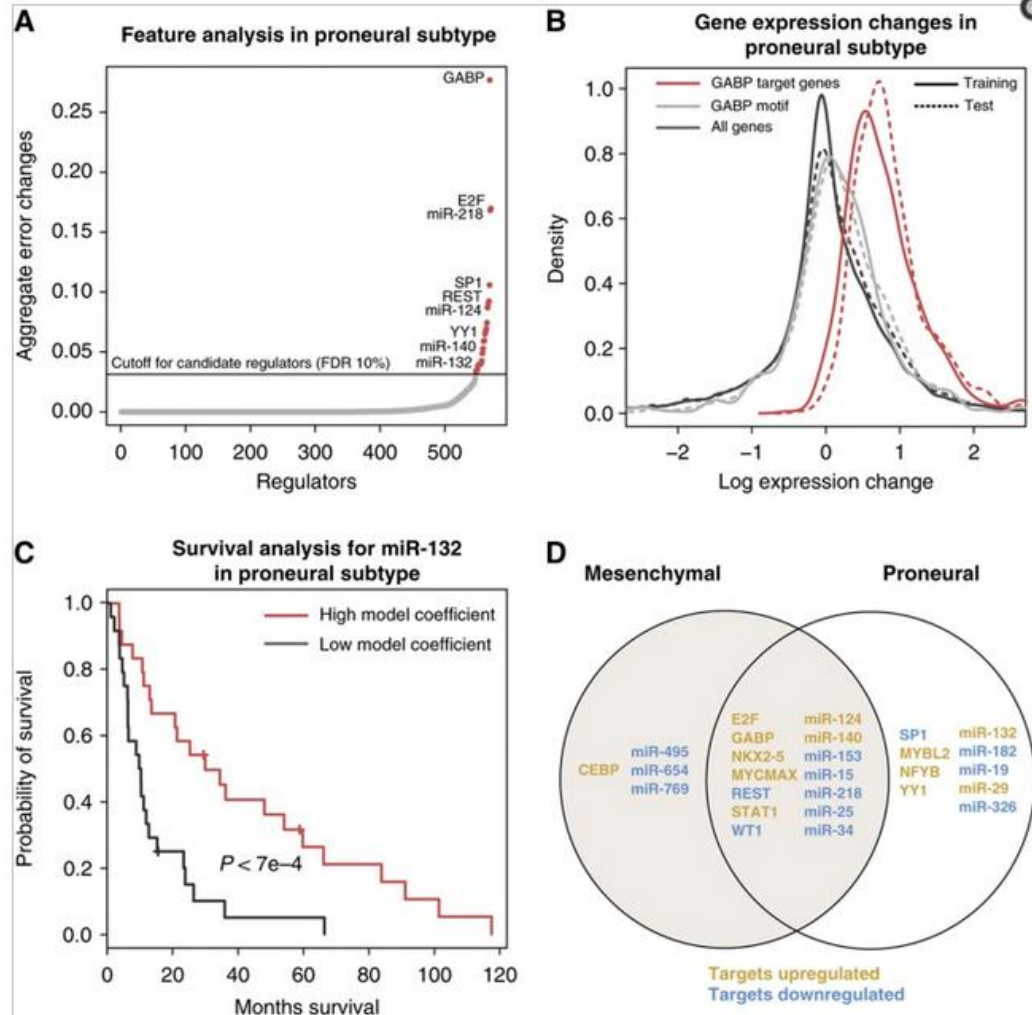 A
Feature analysis in proneural subtype
Aggregate error changes
0.25
0.20
0.15
0.10
0.05
0.00
GABP
E2F
miR-218
SP1
REST
miR-124
YY1
miR-140
miR-132
Cutoff for candidate regulators (FDR 10%)
0 100 200 300 400 500
Regulators
B
Gene expression changes in
proneural subtype
Density
1.0
0.8
0.6
0.4
0.2
0.0
GABP target genes
GABP motif
All genes
Training
Test
−2 −1 0 1 2
Log expression change
C
Survival analysis for miR-132
in proneural subtype
Probability of survival
1.0
0.8
0.6
0.4
0.2
0.0
High model coefficient
Low model coefficient
P < 7e−4
0 20 40 60 80 100 120
Months survival
D
Mesenchymal
Proneural
CEBP
miR-495
miR-654
miR-769
E2F
GABP
NKX2-5
MYCMAX
REST
STAT1
WT1
miR-124
miR-140
miR-153
miR-15
miR-218
miR-25
miR-34
SP1
MYBL2
NFYB
YY1
miR-132
miR-182
miR-19
miR-29
miR-326
Targets upregulated
Targets downregulated